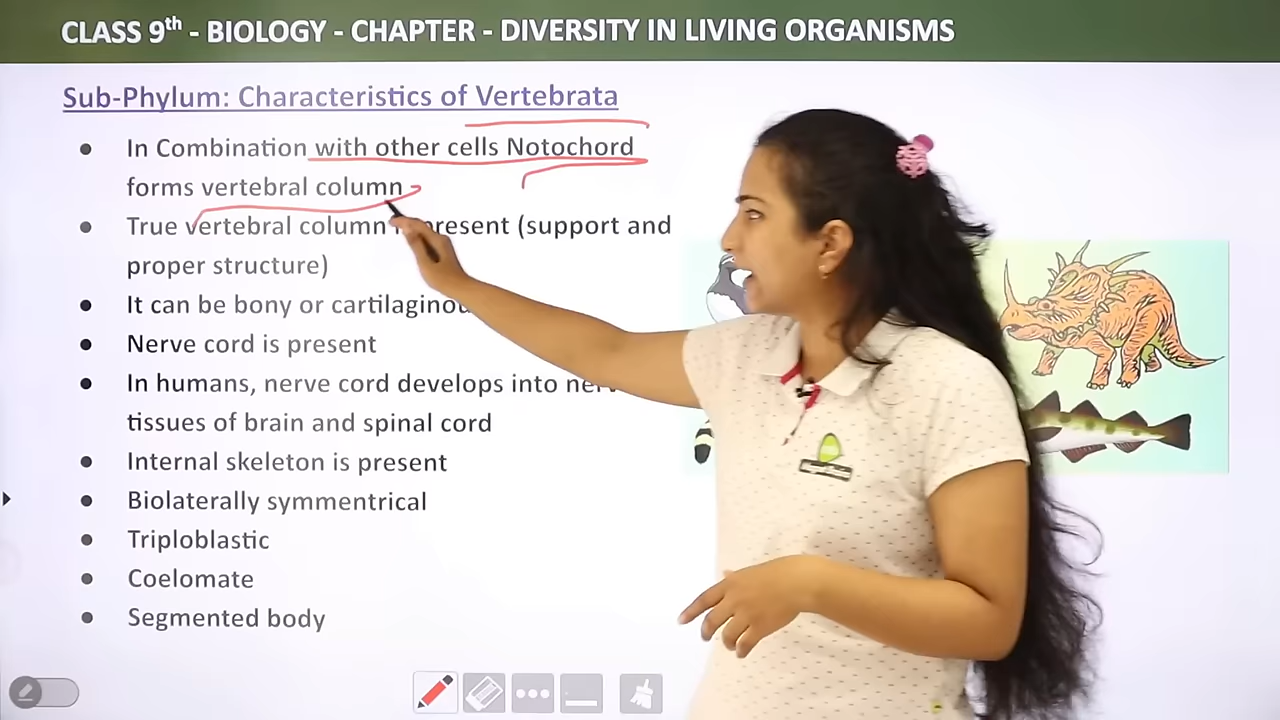 CLASS 9th - BIOLOGY - CHAPTER - DIVERSITY IN LIVING ORGANISMS
Sub-Phylum: Characteristics of Vertebrata
In Combination with other cells Notochord
forms vertebral column
True vertebral column present (support and
proper structure)
It can be bony or
Nerve cord is present
In humans, nerve cord develops into
tissues of brain and spinal cord
Internal skeleton is present
Biolaterally symmentrical
Triploblastic
Coelomate
Segmented body